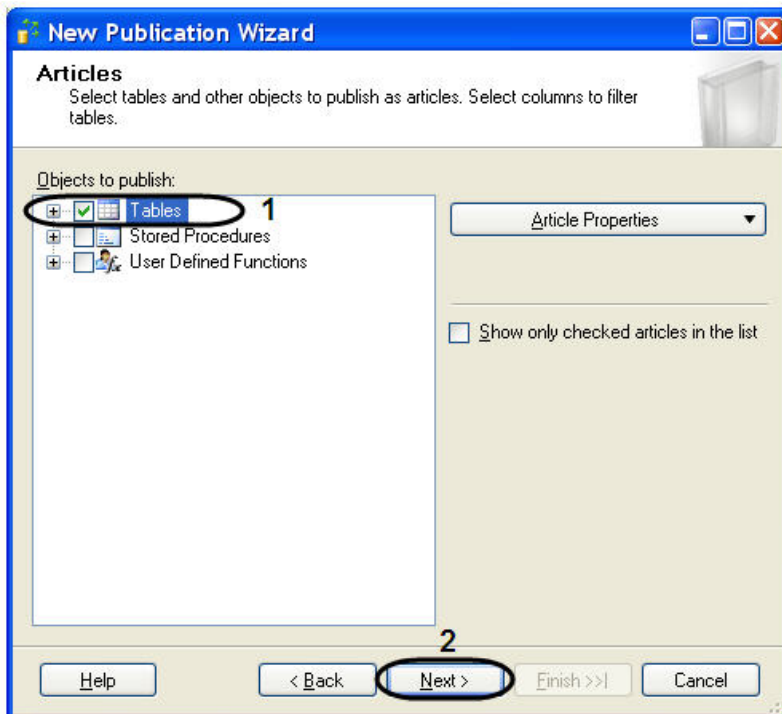 New Publication Wizard
Articles
Select tables and other objects to publish as articles. Select columns to filter
tables.
Objects to publish:
Tables 1
Stored Procedures
User Defined Functions
Article Properties
Show only checked articles in the list
2
Help
< Back
Next >
Finish >>|
Cancel